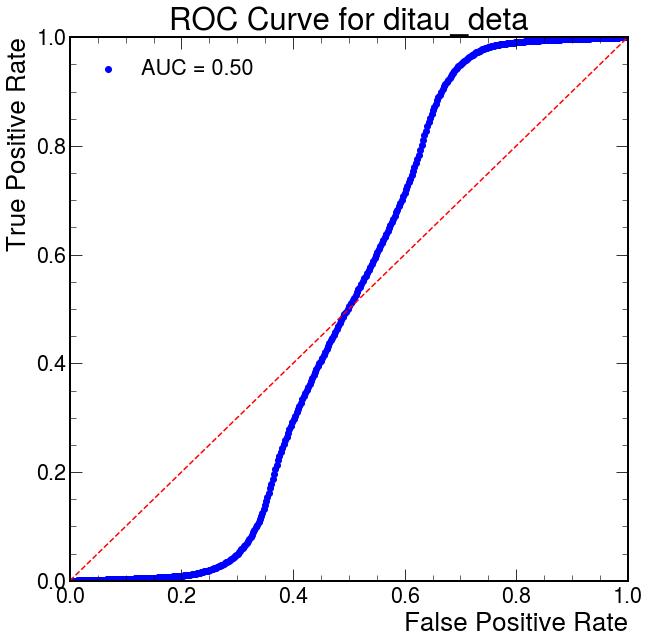 ROC Curve for ditau_deta
AUC = 0.50
True Positive Rate
1.0
0.8
0.6
0.4
0.2
0.0
0.0 0.2 0.4 0.6 0.8 1.0
False Positive Rate